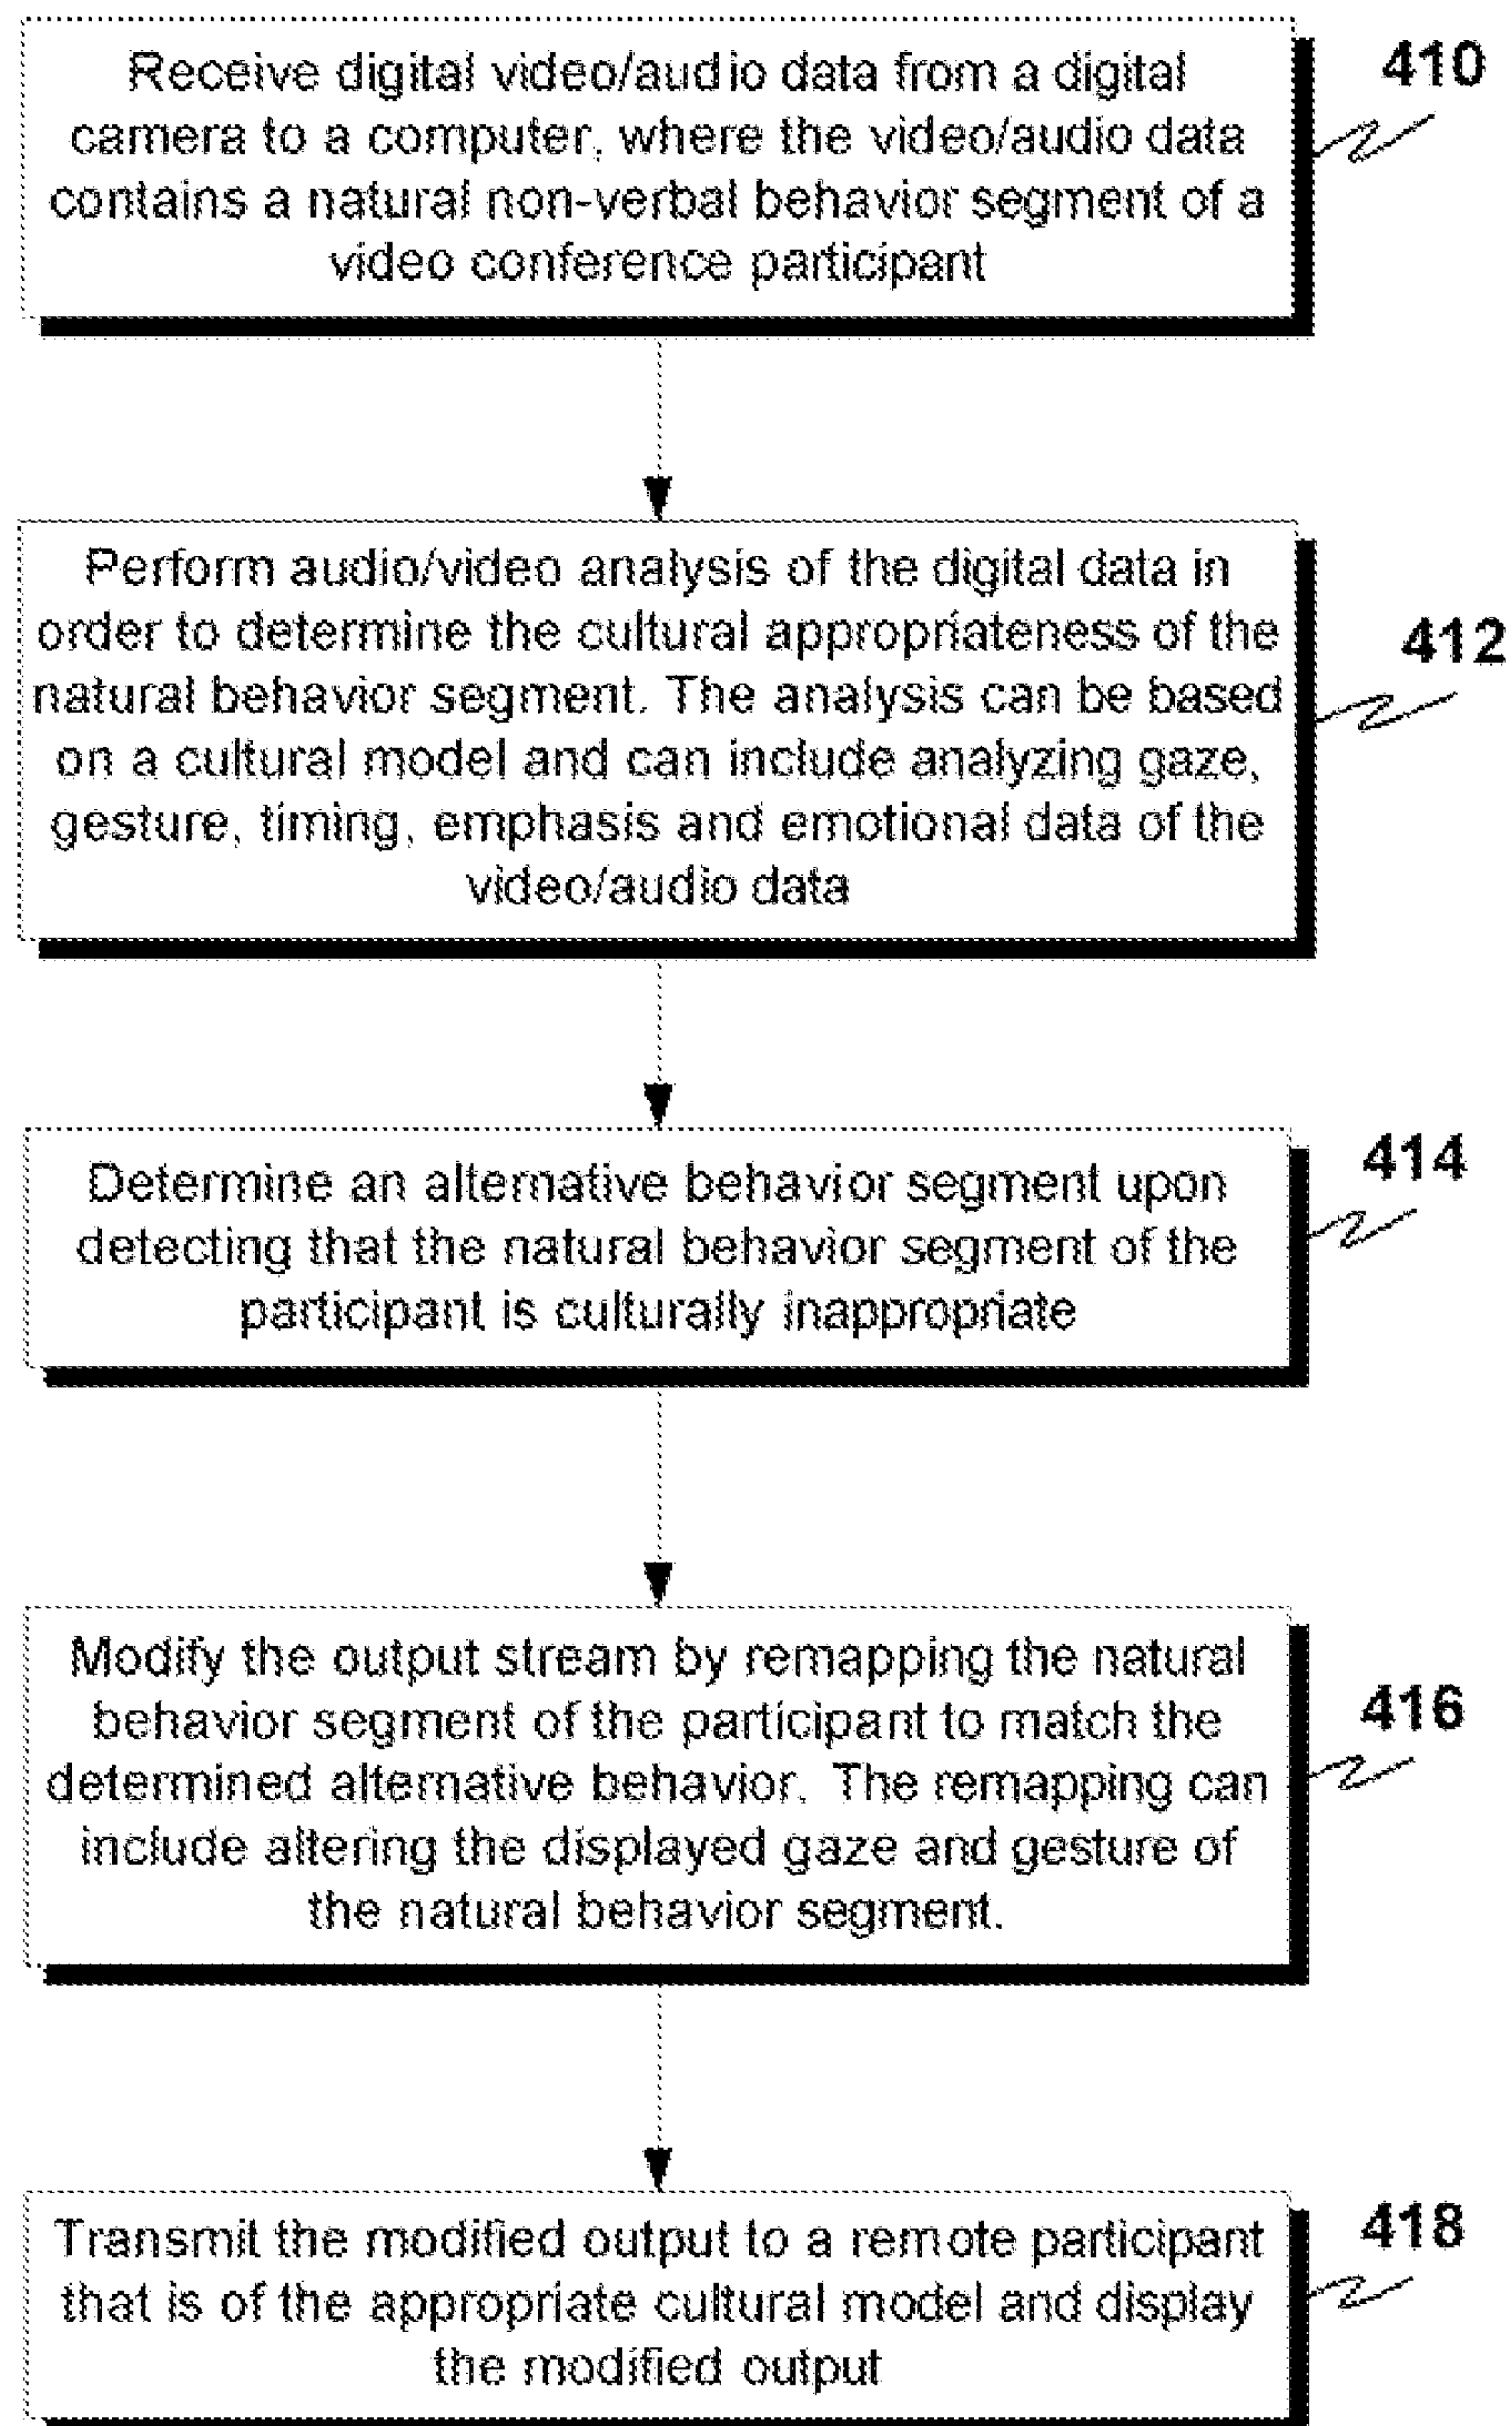 Receive digital video/audio data from a digital
camera to a computer, where the video/audio data
contains a natural non-verbal behavior segment of a
video conference participant
410
Perform audio/video analysis of the digital data in
order to determine the cultural appropriateness of the
natural behavior segment. The analysis can be based
on a cultural model and can include analyzing gaze,
gesture, timing, emphasis and emotional data of the
video/audio data
412
Determine an alternative behavior segment upon
detecting that the natural behavior segment of the
participant is culturally inappropriate
414
Modify the output stream by remapping the natural
behavior segment of the participant to match the
determined alternative behavior. The remapping can
include altering the displayed gaze and gesture of
the natural behavior segment.
416
Transmit the modified output to a remote participant
that is of the appropriate cultural model and display
the modified output
418